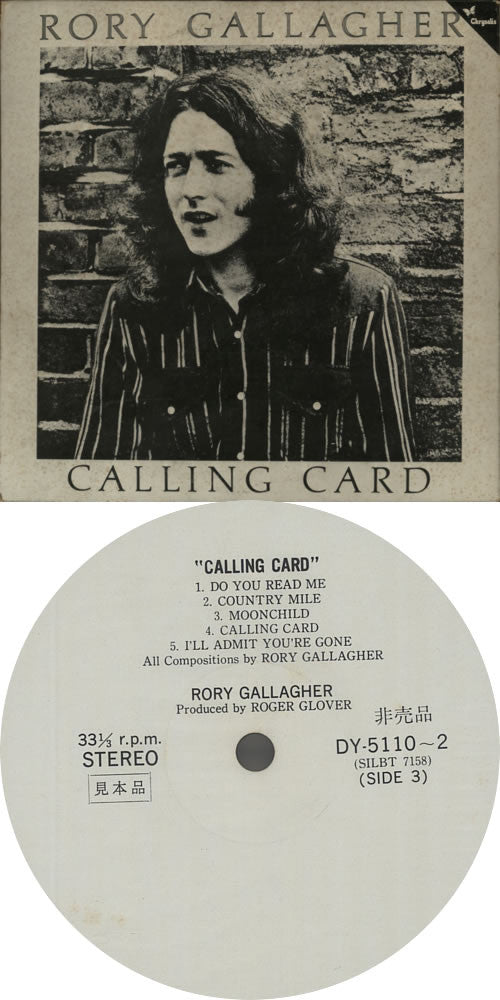 RORY GALLAGHER
Chrysalis
CALLING CARD
"CALLING CARD"
1. DO YOU READ ME
2. COUNTRY MILE
3. MOONCHILD
4. CALLING CARD
5. I'LL ADMIT YOU'RE GONE
All Compositions by RORY GALLAGHER
RORY GALLAGHER
Produced by ROGER GLOVER
非売品
33⅓ r.p.m.
STEREO
見本品
DY-5110~2
(SILBT 7158)
(SIDE 3)